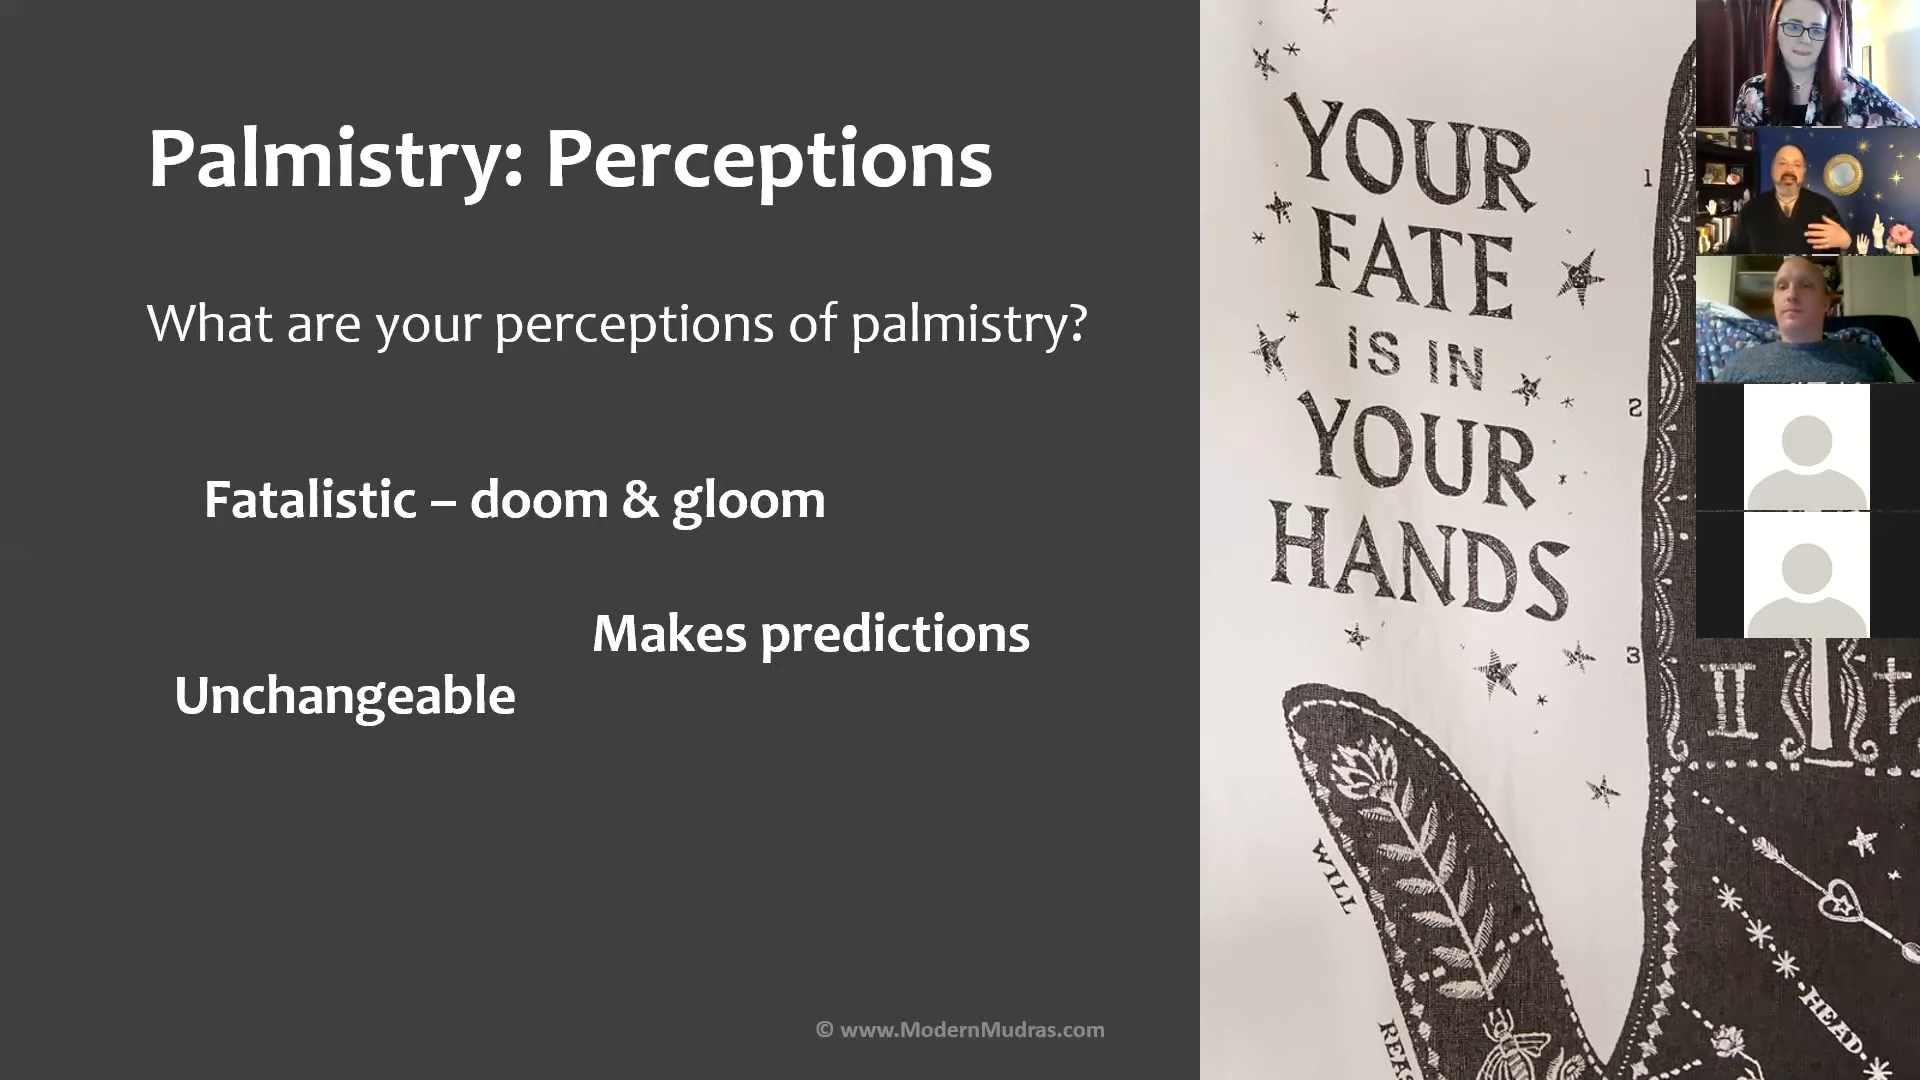 Palmistry: Perceptions
What are your perceptions of palmistry?
Fatalistic – doom & gloom
Makes predictions
Unchangeable
© www.ModernMudras.com
YOUR
FATE
IS IN
YOUR
HANDS
1
2
3
WILL
HEAD